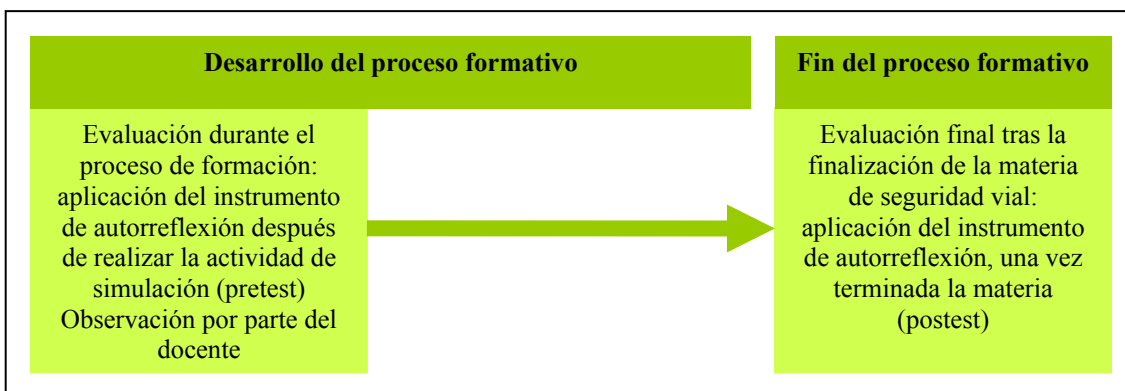 Desarrollo del proceso formativo
Fin del proceso formativo
Evaluación durante el
proceso de formación:
aplicación del instrumento
de autorreflexión después
de realizar la actividad de
simulación (pretest)
Observación por parte del
docente
Evaluación final tras la
finalización de la materia
de seguridad vial:
aplicación del instrumento
de autorreflexión, una vez
terminada la materia
(postest)